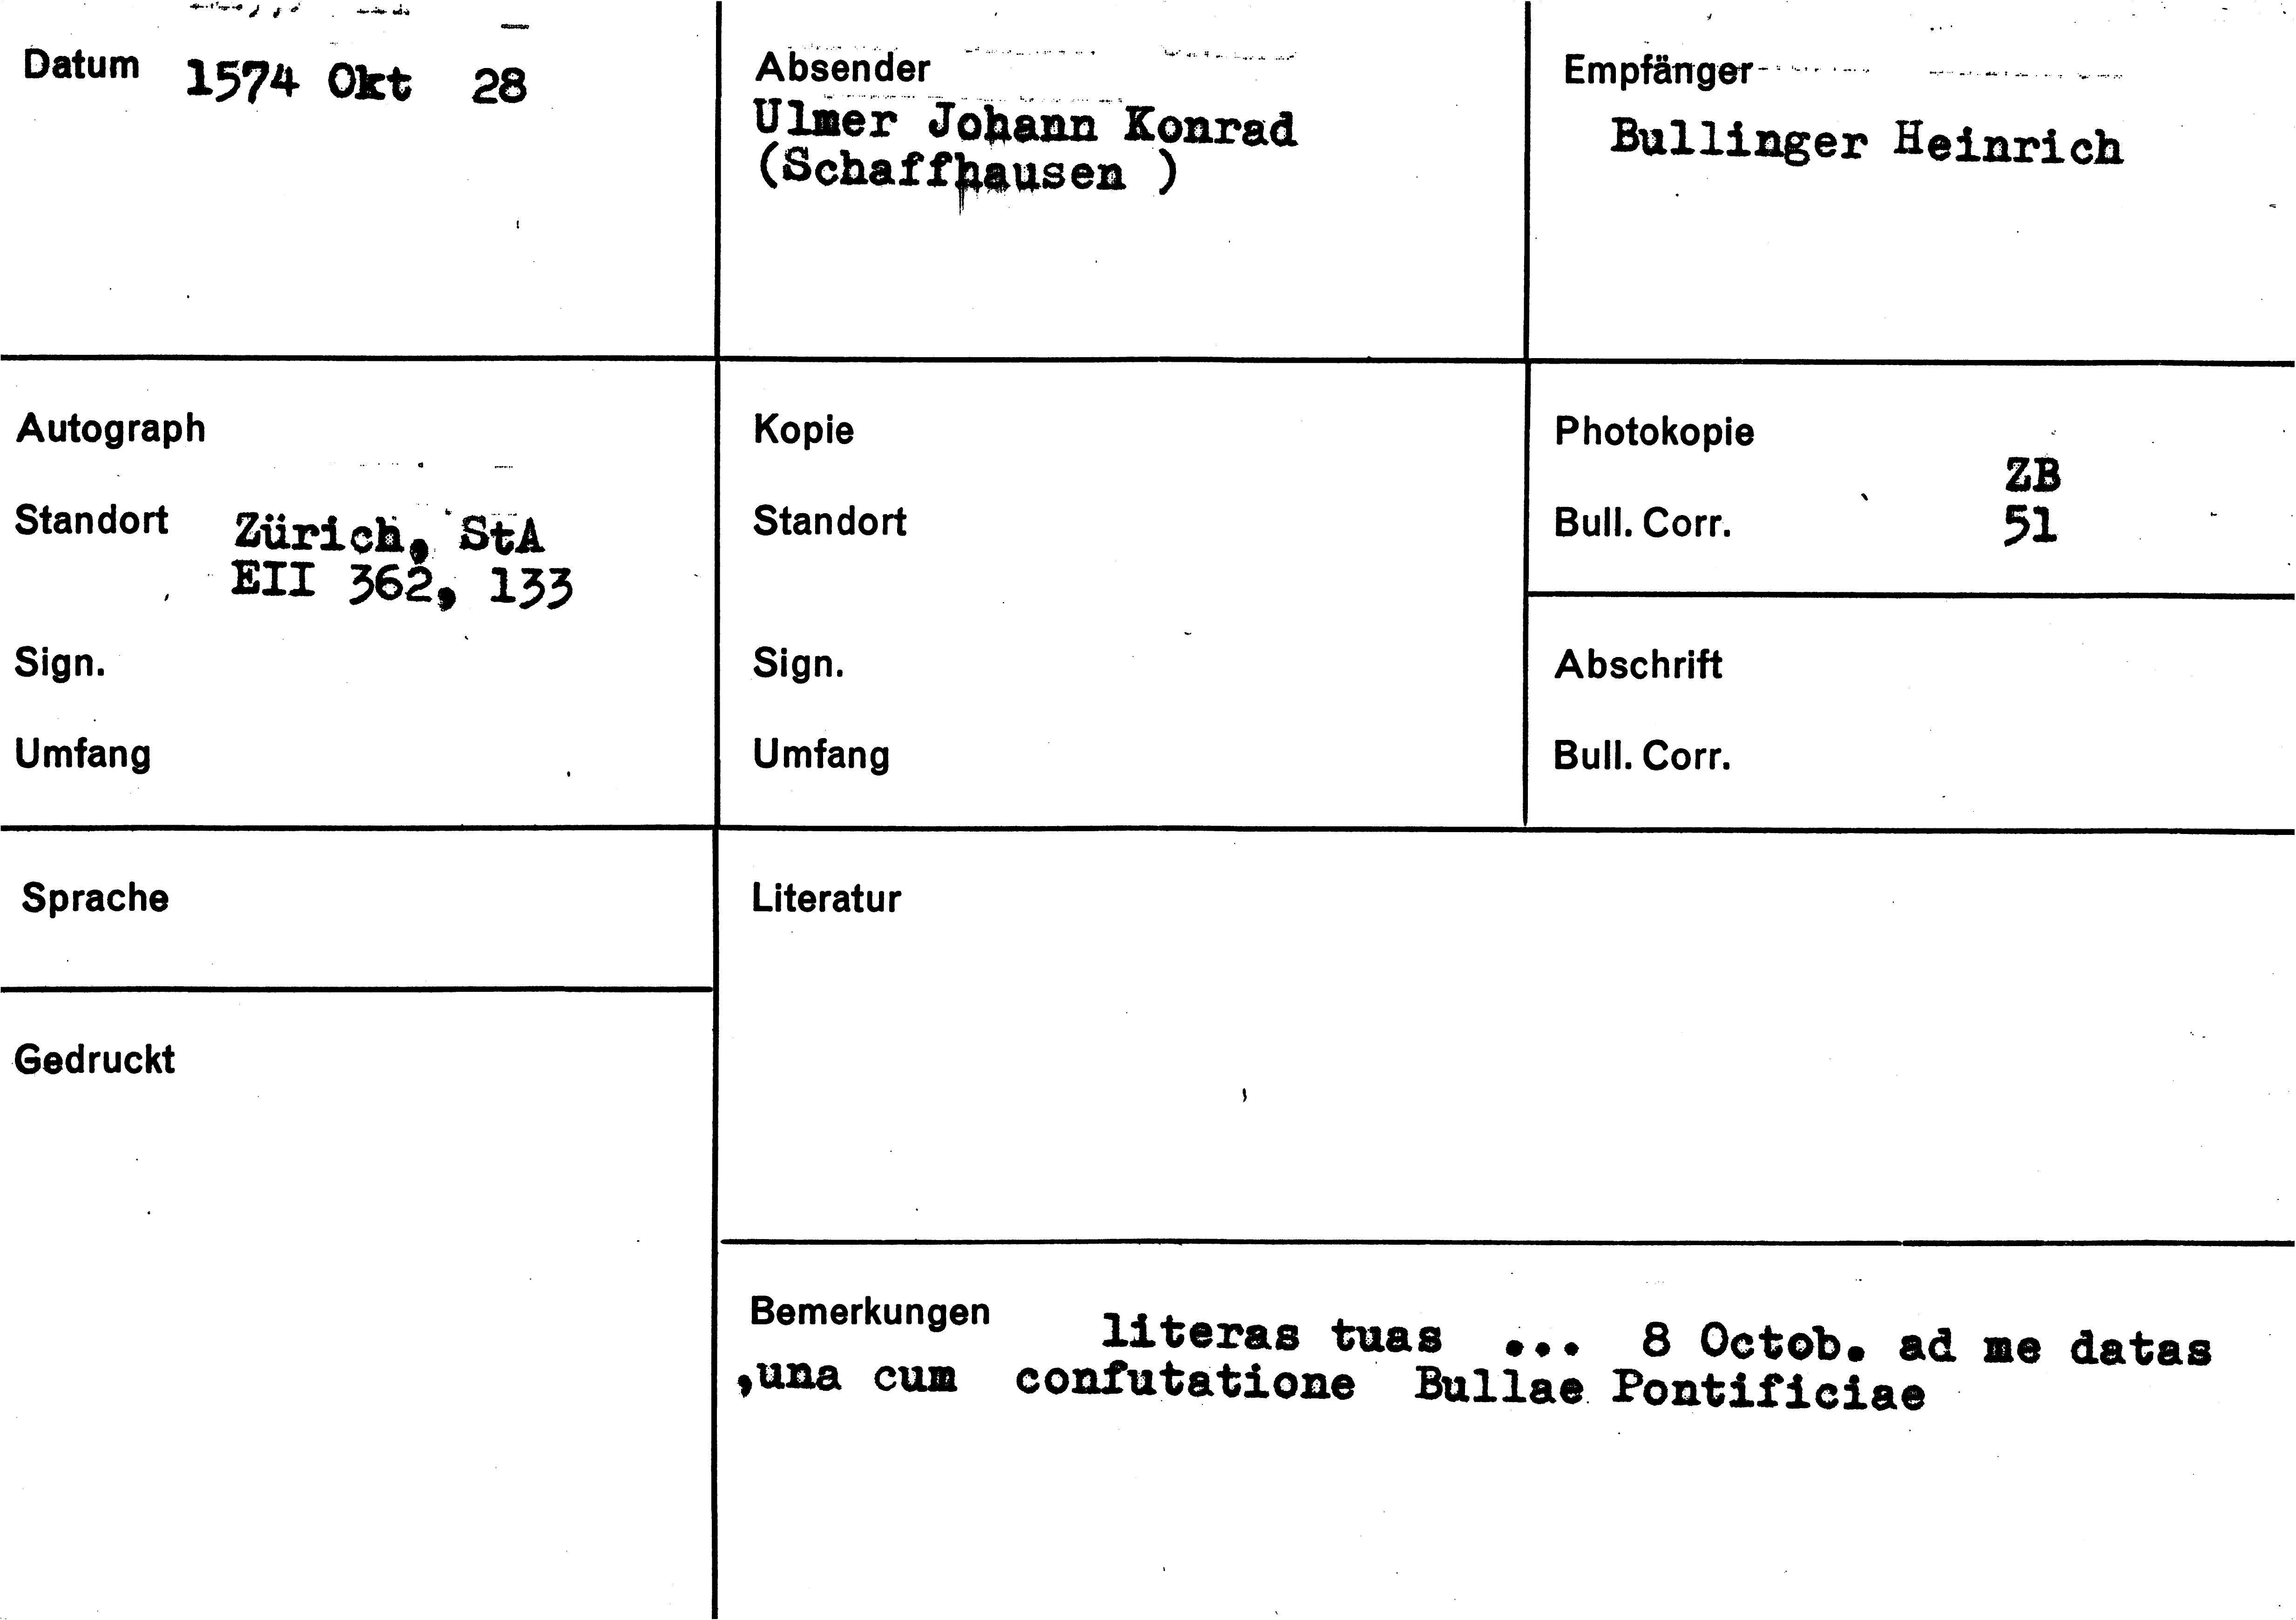 Datum 1574 Okt 28
Absender
Ulmer Johann Konrad
(Schaffhausen )
Empfänger
Bullinger Heinrich
Autograph
Standort Zürich, StA
EII 362, 133
Sign.
Umfang
Kopie
Standort
Sign.
Umfang
Photokopie
ZB
Bull. Corr. 51
Abschrift
Bull. Corr.
Sprache
Gedruckt
Literatur
Bemerkungen literas tuas ... 8 Octob. ad me datas
,una cum confutatione Bullae Pontificiae